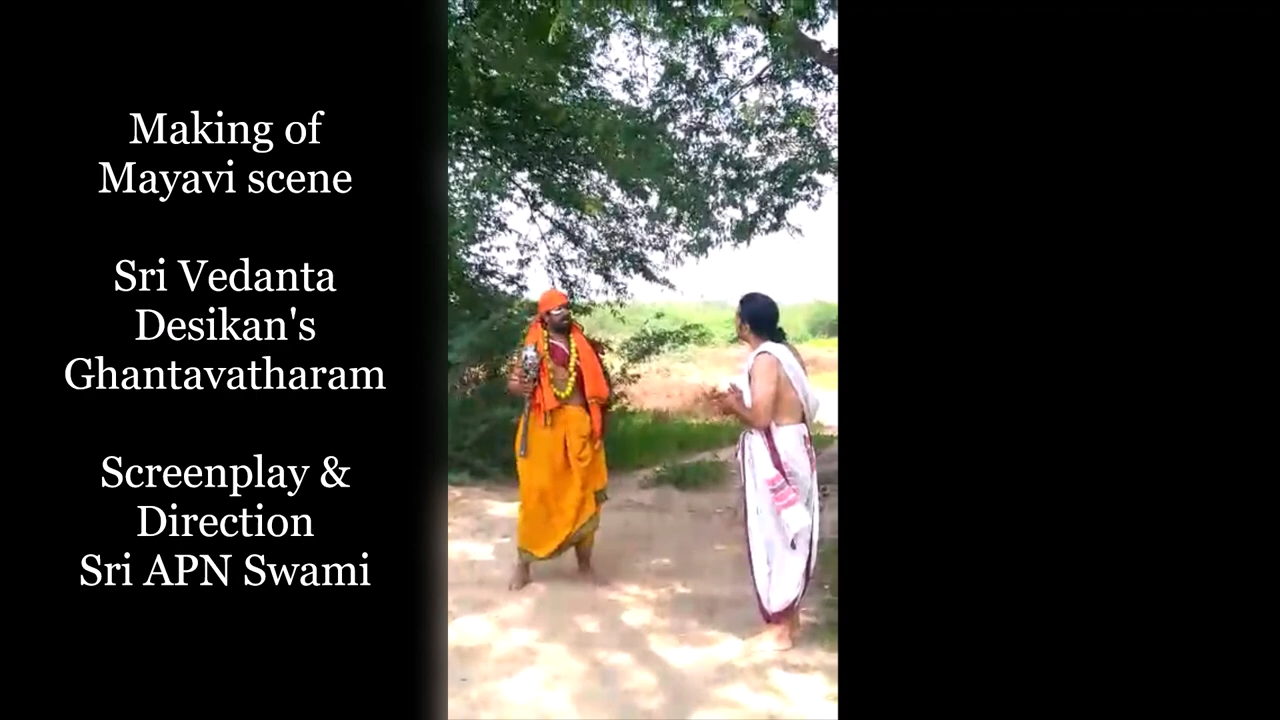 Making of
Mayavi scene
Sri Vedanta
Desikan's
Ghantavatharam
Screenplay &
Direction
Sri APN Swami